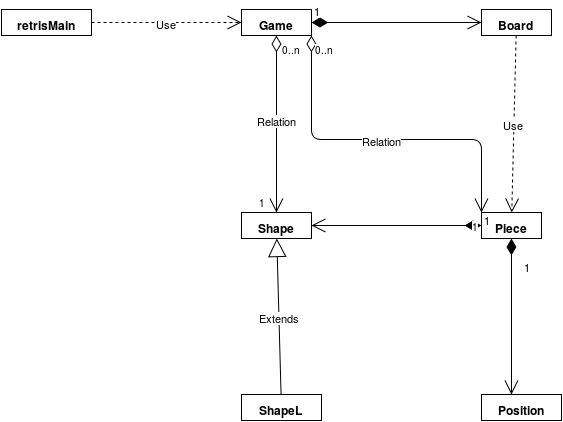 retrisMain
Use
Game
1
Board
0..n
0..n
Relation
Relation
Use
1
Shape
1
1
Piece
1
Extends
ShapeL
Position